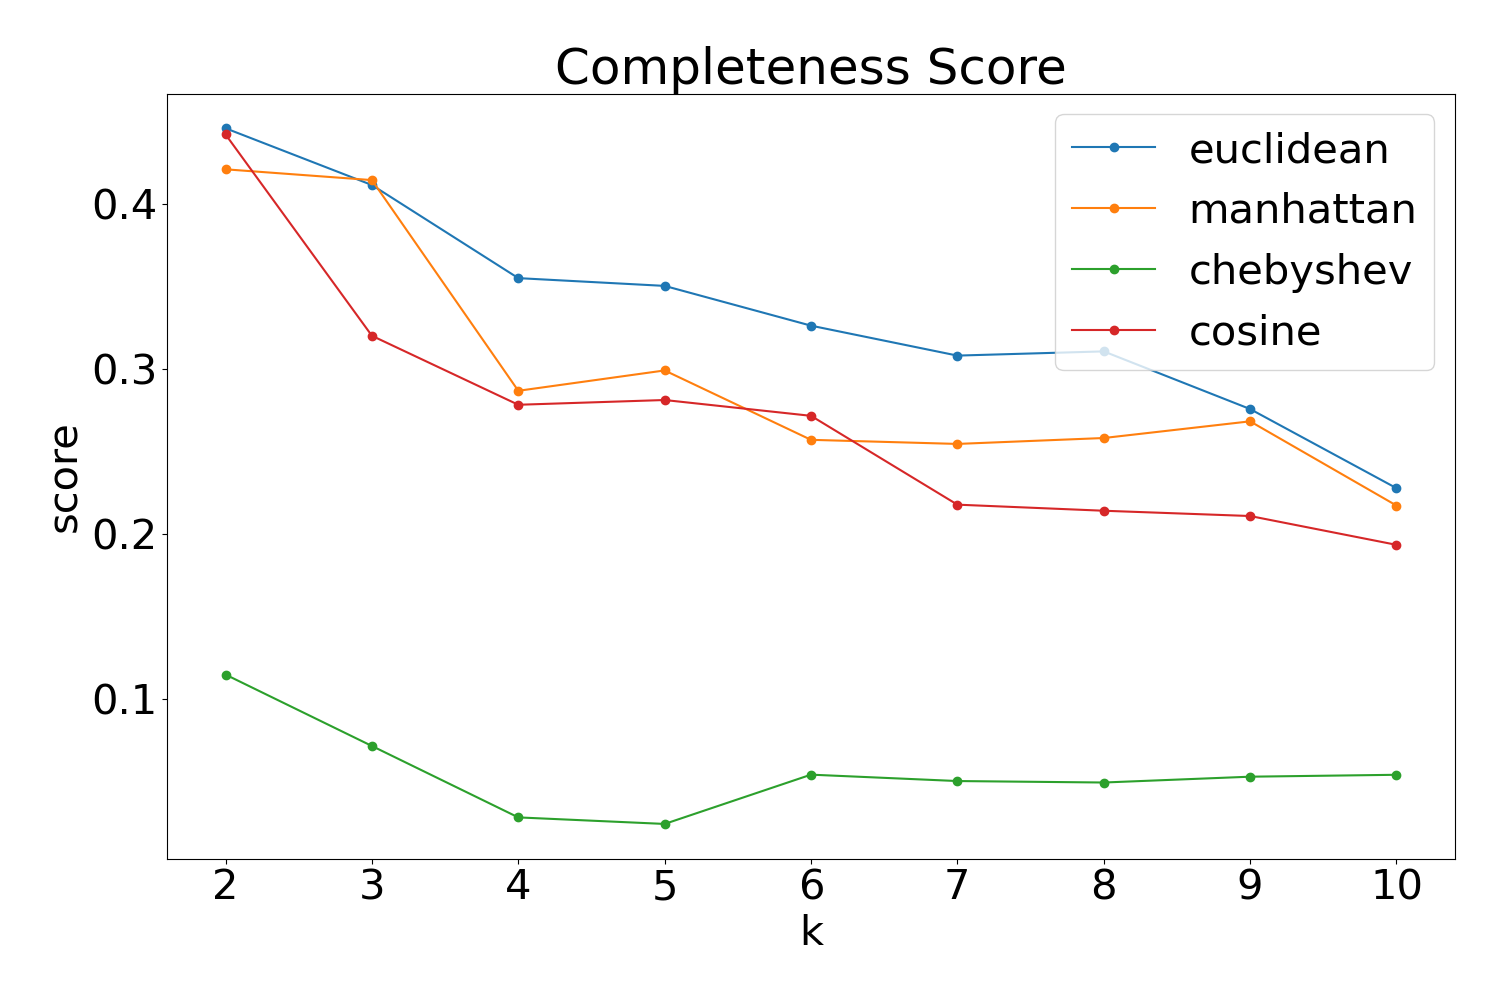 Completeness Score
euclidean
manhattan
chebyshev
cosine
score
0.4
0.3
0.2
0.1
2 3 4 5 6 7 8 9 10
k